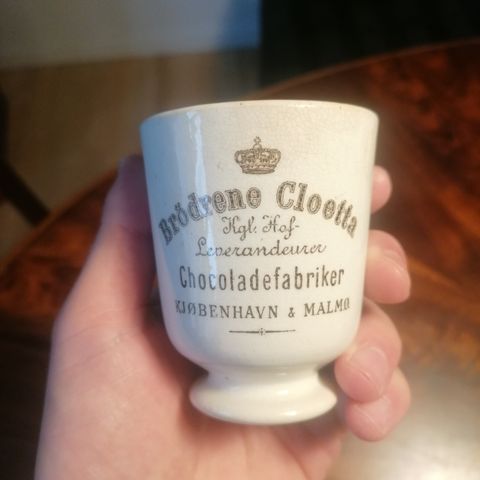 Brödrene Cloetta
Kgl. Hof-
Leverandeurer
Chocoladefabriker
KJØBENHAVN & MALMØ.